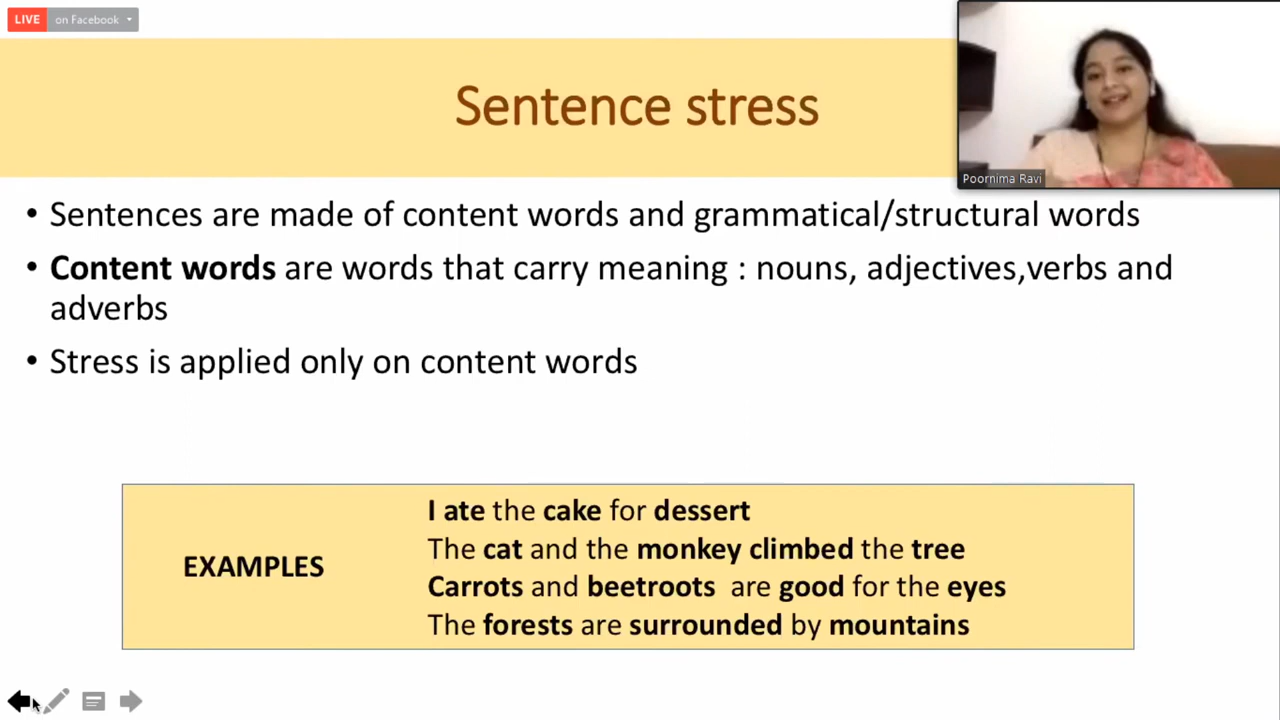 LIVE on Facebook
Sentence stress
Poornima Ravi
• Sentences are made of content words and grammatical/structural words
• Content words are words that carry meaning : nouns, adjectives,verbs and
adverbs
• Stress is applied only on content words
EXAMPLES
I ate the cake for dessert
The cat and the monkey climbed the tree
Carrots and beetroots are good for the eyes
The forests are surrounded by mountains